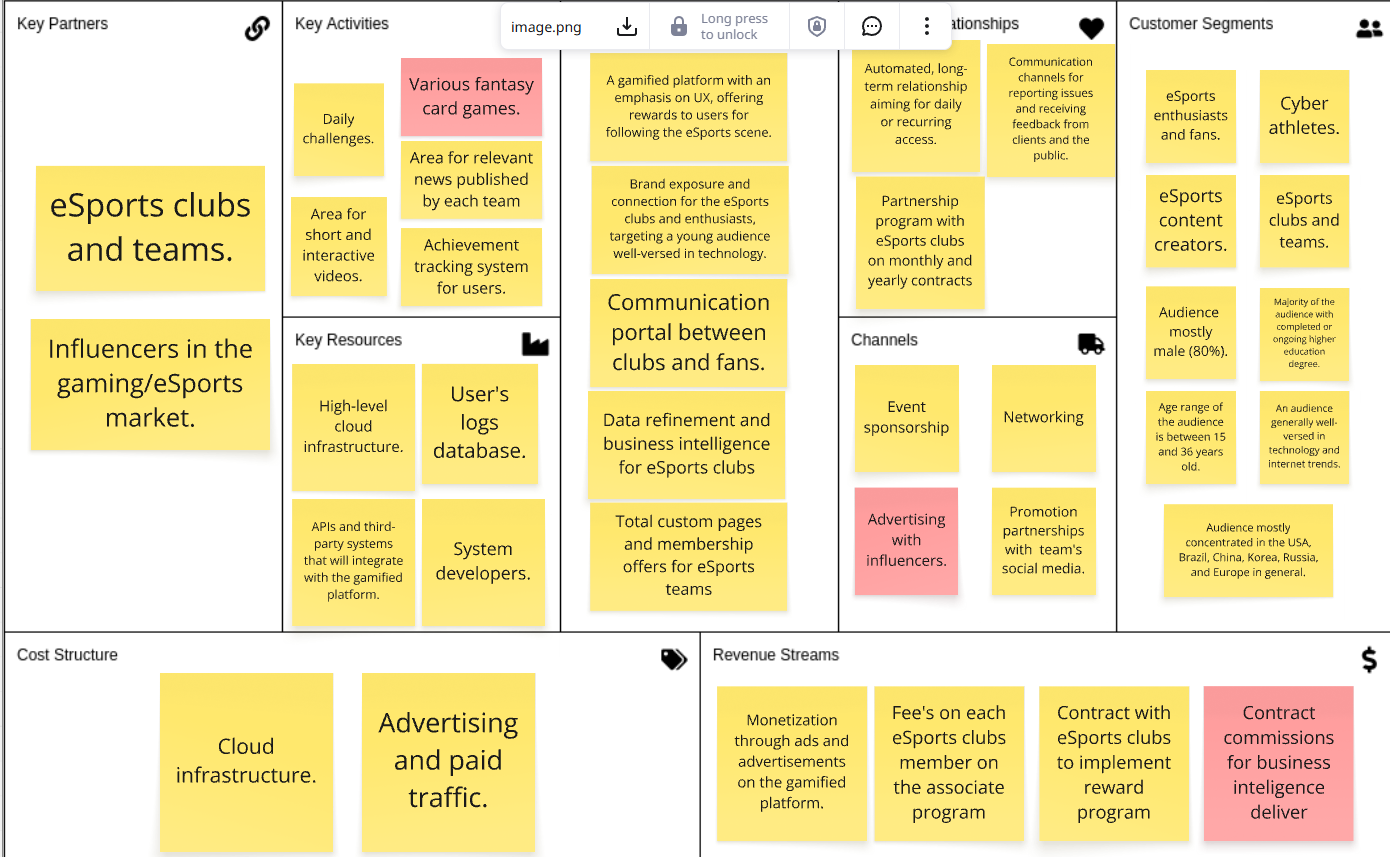 Key Partners
eSports clubs
and teams.
Influencers in the
gaming/eSports
market.
Key Activities
Daily
challenges.
Various fantasy
card games.
Area for relevant
news published
by each team
Area for
short and
interactive
videos.
Achievement
tracking system
for users.
Key Resources
High-level
cloud
infrastructure.
User's
logs
database.
APIs and third-
party systems
that will integrate
with the gamified
platform.
System
developers.
image.png
Long press
to unlock
A gamified platform with an
emphasis on UX, offering
rewards to users for
following the eSports scene.
Brand exposure and
connection for the eSports
clubs and enthusiasts,
targeting a young audience
well-versed in technology.
Communication
portal between
clubs and fans.
Data refinement and
business intelligence
for eSports clubs
Total custom pages
and membership
offers for eSports
teams
ationships
Automated, long-
term relationship
aiming for daily
or recurring
access.
Communication
channels for
reporting issues
and receiving
feedback from
clients and the
public.
Partnership
program with
eSports clubs
on monthly and
yearly contracts
Channels
Event
sponsorship
Networking
Advertising
with
influencers.
Promotion
partnerships
with team's
social media.
Customer Segments
eSports
enthusiasts
and fans.
Cyber
athletes.
eSports
content
creators.
eSports
clubs and
teams.
Audience
mostly
male (80%).
Majority of the
audience with
completed or
ongoing higher
education
degree.
Age range of
the audience
is between 15
and 36 years
old.
An audience
generally well-
versed in
technology and
internet trends.
Audience mostly
concentrated in the USA,
Brazil, China, Korea, Russia,
and Europe in general.
Cost Structure
Cloud
infrastructure.
Advertising
and paid
traffic.
Revenue Streams
Monetization
through ads and
advertisements
on the gamified
platform.
Fee's on each
eSports clubs
member on
the associate
program
Contract with
eSports clubs
to implement
reward
program
Contract
commissions
for business
inteligence
deliver